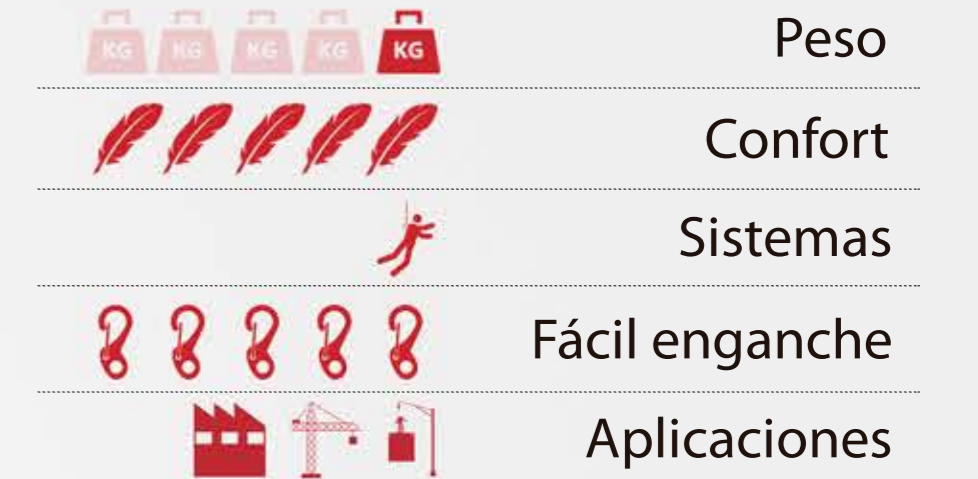 KG KG KG KG KG Peso
Confort
Sistemas
Fácil enganche
Aplicaciones